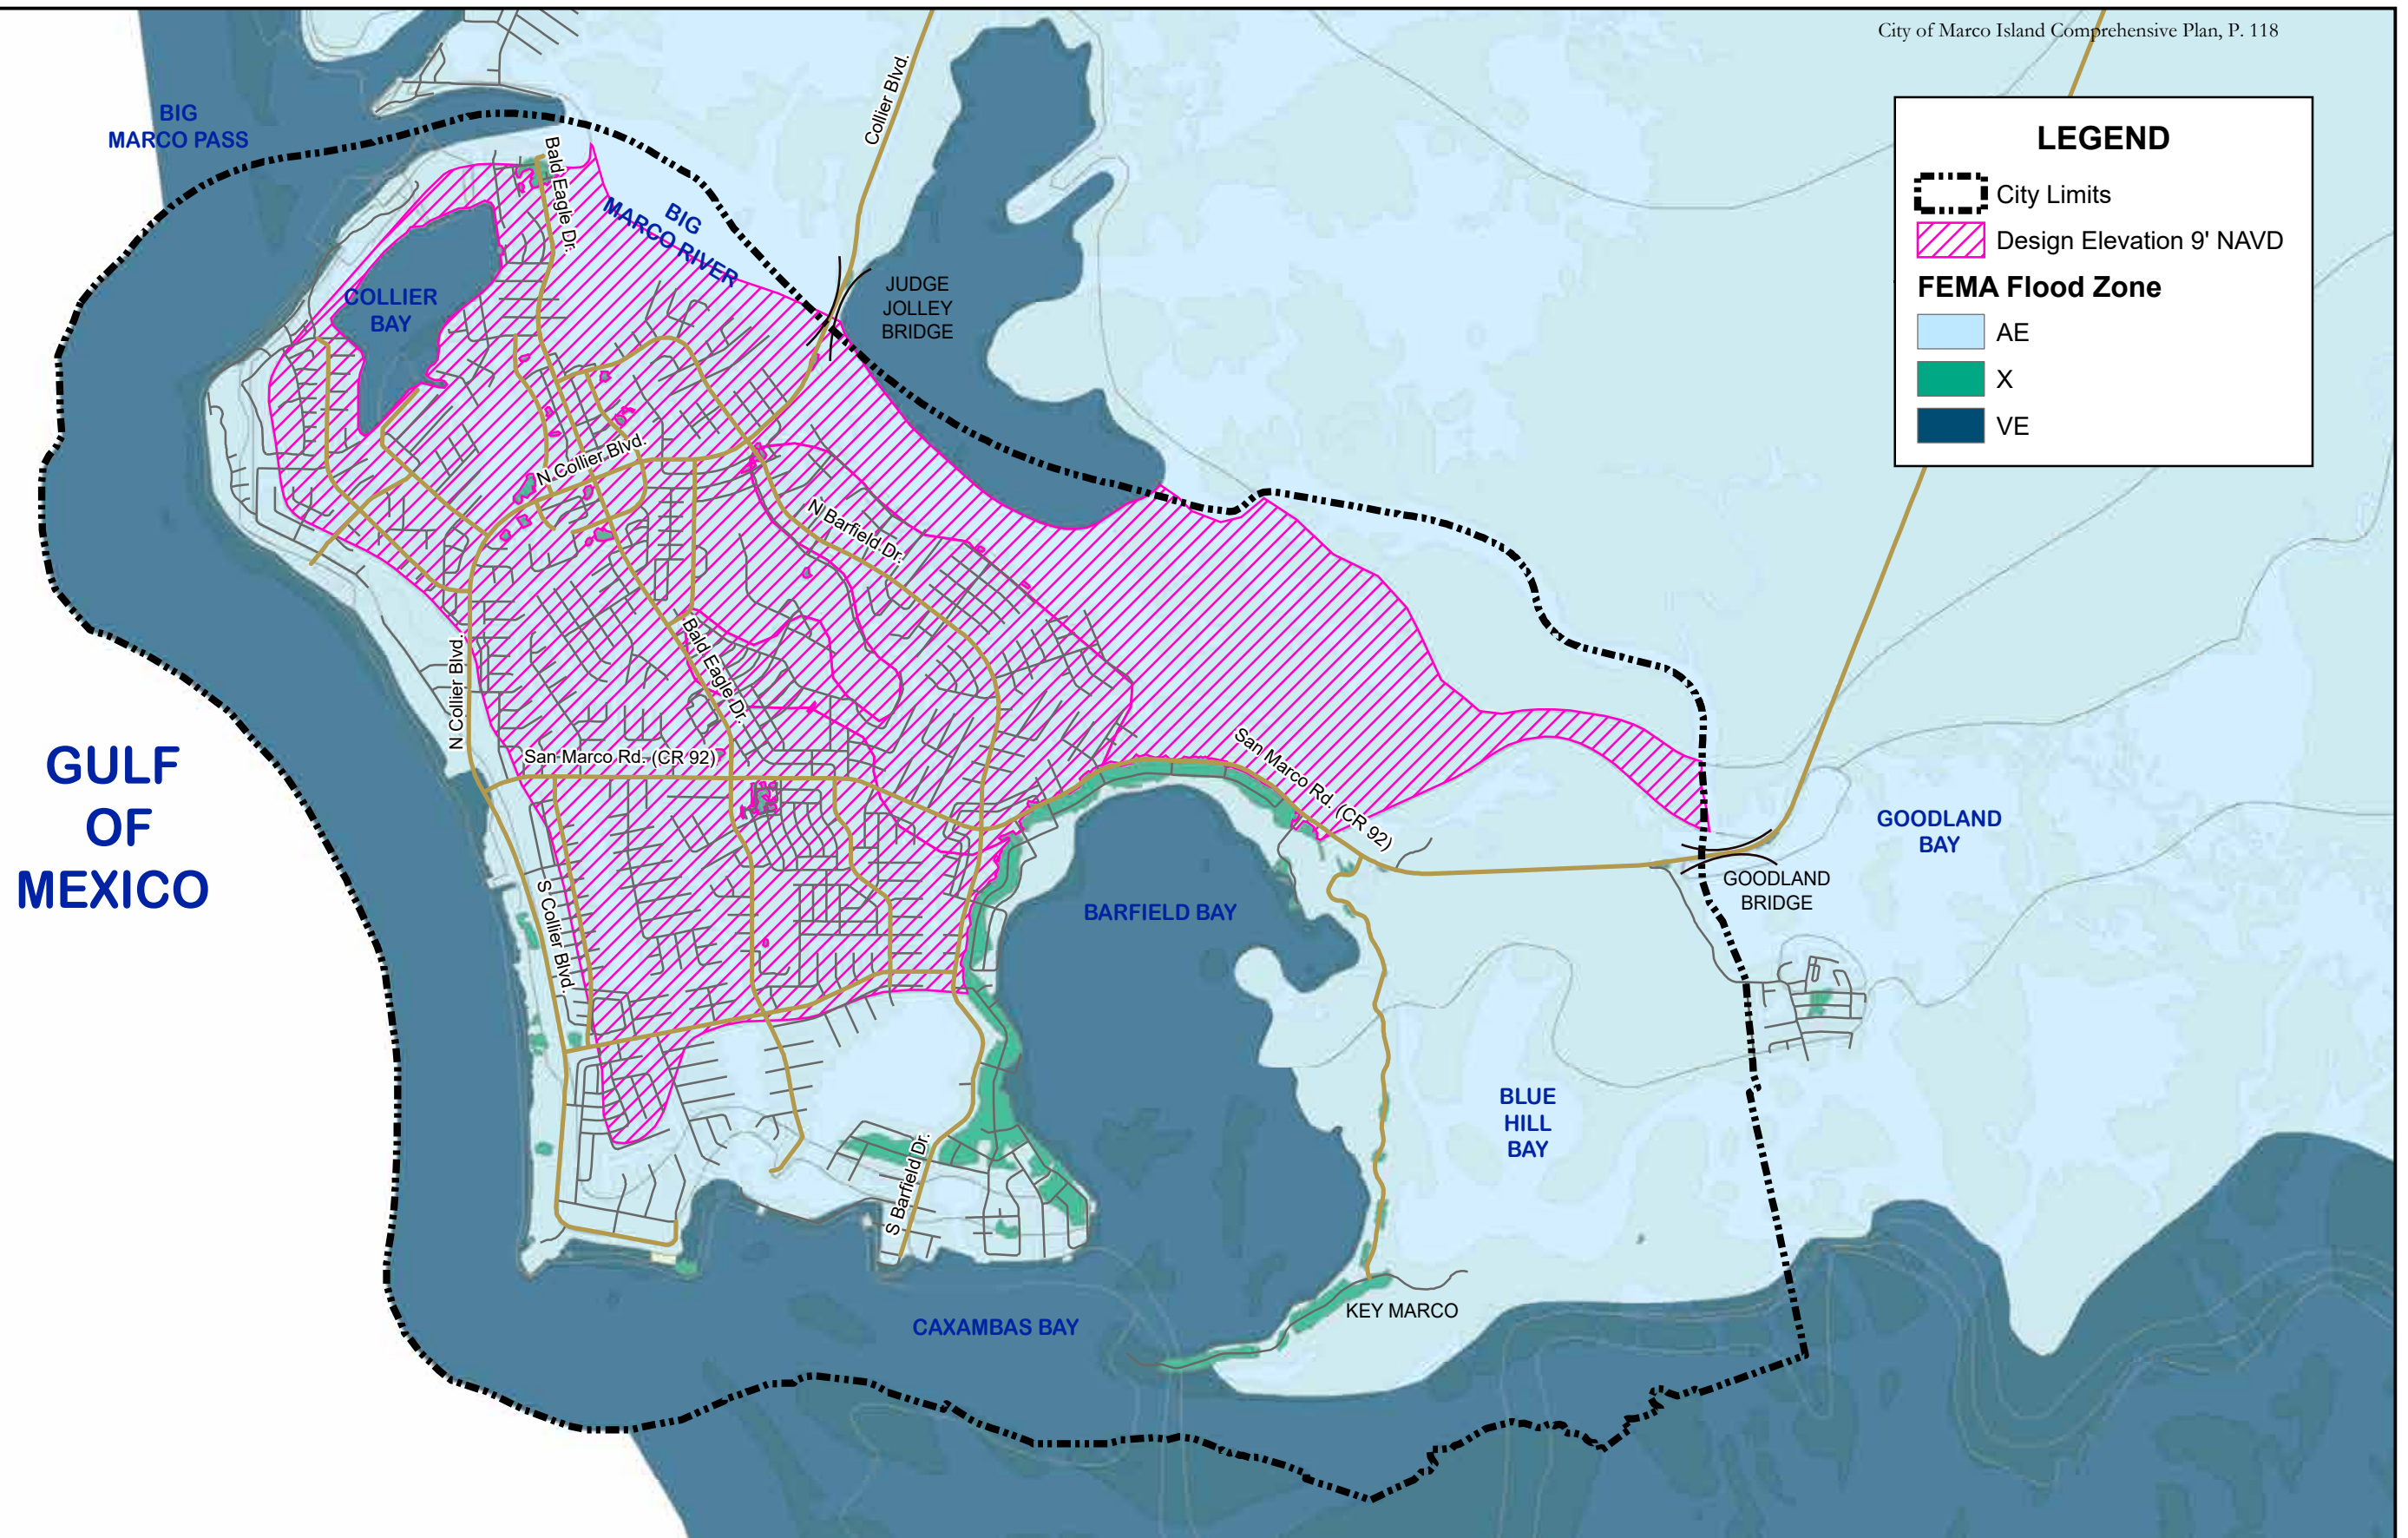 City of Marco Island Comprehensive Plan, P. 118
LEGEND
City Limits
Design Elevation 9' NAVD
FEMA Flood Zone
AE
X
VE
BIG
MARCO PASS
Collier Blvd.
Bald Eagle Dr.
BIG
MARCO RIVER
COLLIER
BAY
JUDGE
JOLLEY
BRIDGE
N Collier Blvd.
N Barfield Dr.
Bald Eagle Dr.
N Collier Blvd.
San Marco Rd. (CR 92)
San Marco Rd. (CR 92)
GULF
OF
MEXICO
GOODLAND
BAY
GOODLAND
BRIDGE
S Collier Blvd.
BARFIELD BAY
BLUE
HILL
BAY
S Barfield Dr.
KEY MARCO
CAXAMBAS BAY